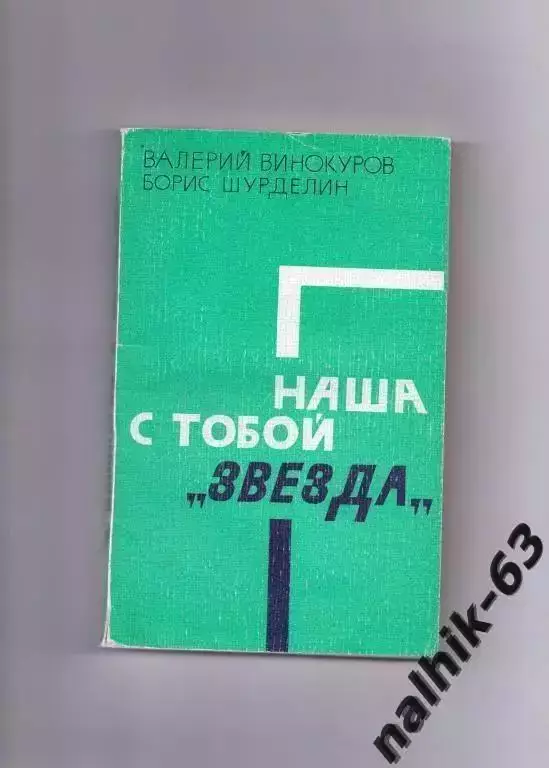 ВАЛЕРИЙ ВИНОКУРОВ
БОРИС ШУРДЕЛИН
НАША
С ТОБОЙ
„ЗВЕЗДА„
nalhik-63